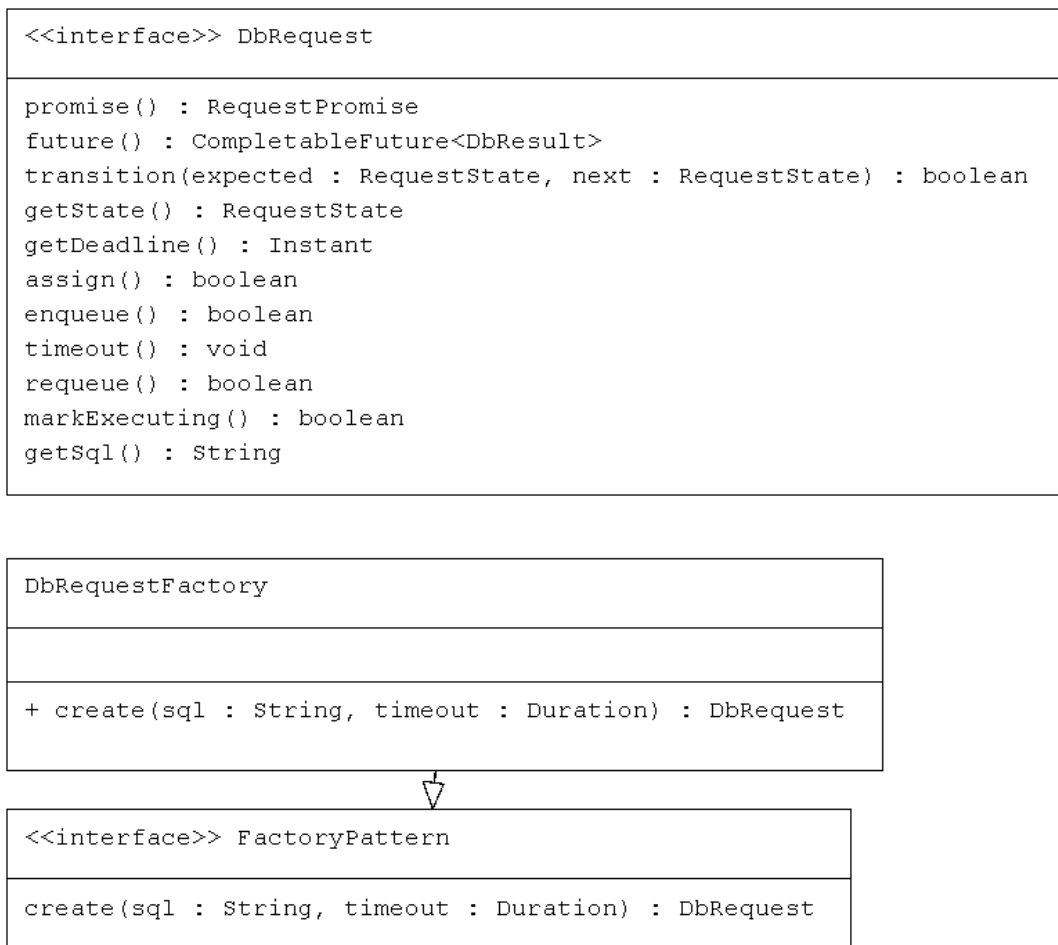 <<interface>> DbRequest
promise() : RequestPromise
future() : CompletableFuture<DbResult>
transition(expected : RequestState, next : RequestState) : boolean
getState() : RequestState
getDeadline() : Instant
assign() : boolean
enqueue() : boolean
timeout() : void
requeue() : boolean
markExecuting() : boolean
getSql() : String
DbRequestFactory
+ create(sql : String, timeout : Duration) : DbRequest
<<interface>> FactoryPattern
create(sql : String, timeout : Duration) : DbRequest